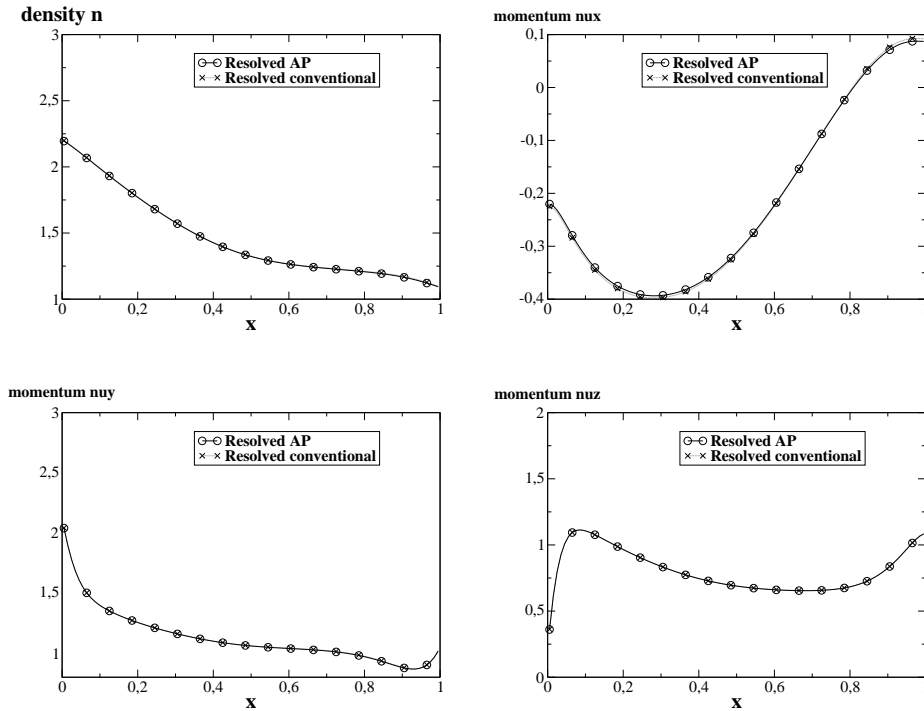 density n
3
2,5
2
1,5
1
0
0,2
0,4
0,6
0,8
1
x
Resolved AP
Resolved conventional
momentum nux
0,1
0
-0,1
-0,2
-0,3
-0,4
0
0,2
0,4
0,6
0,8
x
Resolved AP
Resolved conventional
momentum nuy
3
2,5
2
1,5
1
0
0,2
0,4
0,6
0,8
1
x
Resolved AP
Resolved conventional
momentum nuz
2
1,5
1
0,5
0
0
0,2
0,4
0,6
0,8
x
Resolved AP
Resolved conventional